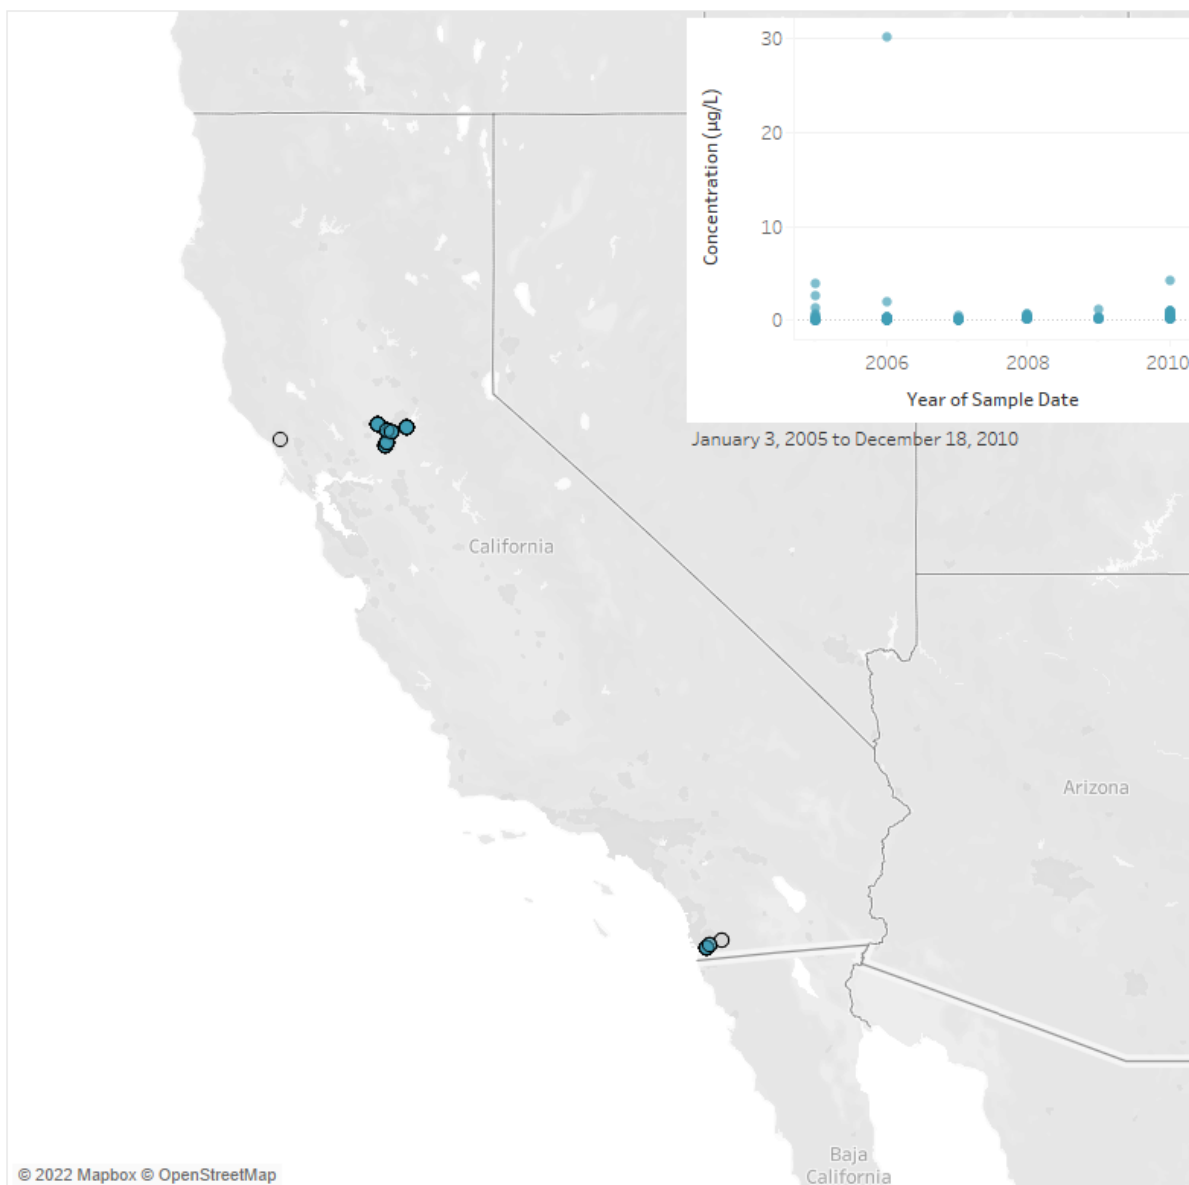 30
20
10
0
Concentration (µg/L)
2006
2008
2010
Year of Sample Date
January 3, 2005 to December 18, 2010
California
Arizona
Baja
California
© 2022 Mapbox © OpenStreetMap